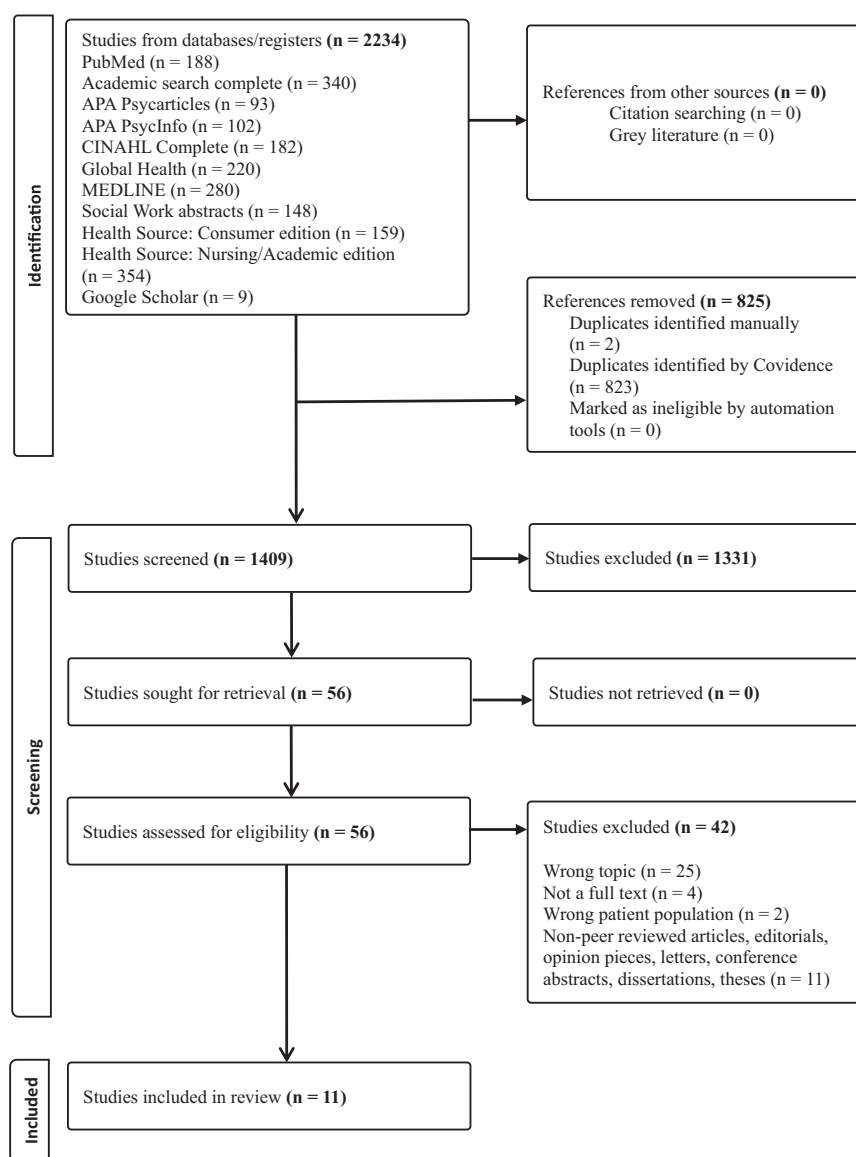 Identification
Studies from databases/registers (n = 2234)
PubMed (n = 188)
Academic search complete (n = 340)
APA Psycarticles (n = 93)
APA PsycInfo (n = 102)
CINAHL Complete (n = 182)
Global Health (n = 220)
MEDLINE (n = 280)
Social Work abstracts (n = 148)
Health Source: Consumer edition (n = 159)
Health Source: Nursing/Academic edition
(n = 354)
Google Scholar (n = 9)
References from other sources (n = 0)
Citation searching (n = 0)
Grey literature (n = 0)
References removed (n = 825)
Duplicates identified manually
(n = 2)
Duplicates identified by Covidence
(n = 823)
Marked as ineligible by automation
tools (n = 0)
Screening
Studies screened (n = 1409)
Studies excluded (n = 1331)
Studies sought for retrieval (n = 56)
Studies not retrieved (n = 0)
Studies assessed for eligibility (n = 56)
Studies excluded (n = 42)
Wrong topic (n = 25)
Not a full text (n = 4)
Wrong patient population (n = 2)
Non-peer reviewed articles, editorials,
opinion pieces, letters, conference
abstracts, dissertations, theses (n = 11)
Included
Studies included in review (n = 11)